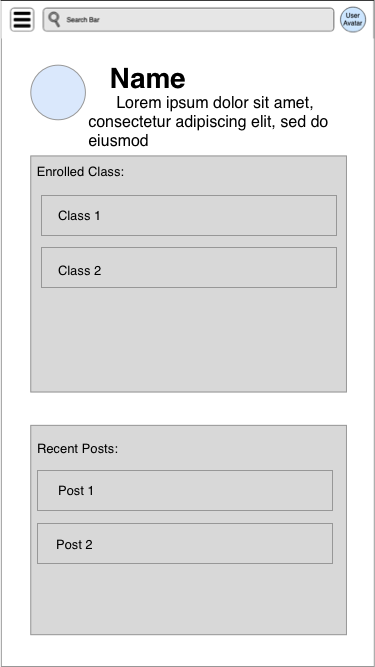 Search Bar
User
Avatar
Name
Lorem ipsum dolor sit amet,
consectetur adipiscing elit, sed do
eiusmod
Enrolled Class:
Class 1
Class 2
Recent Posts:
Post 1
Post 2